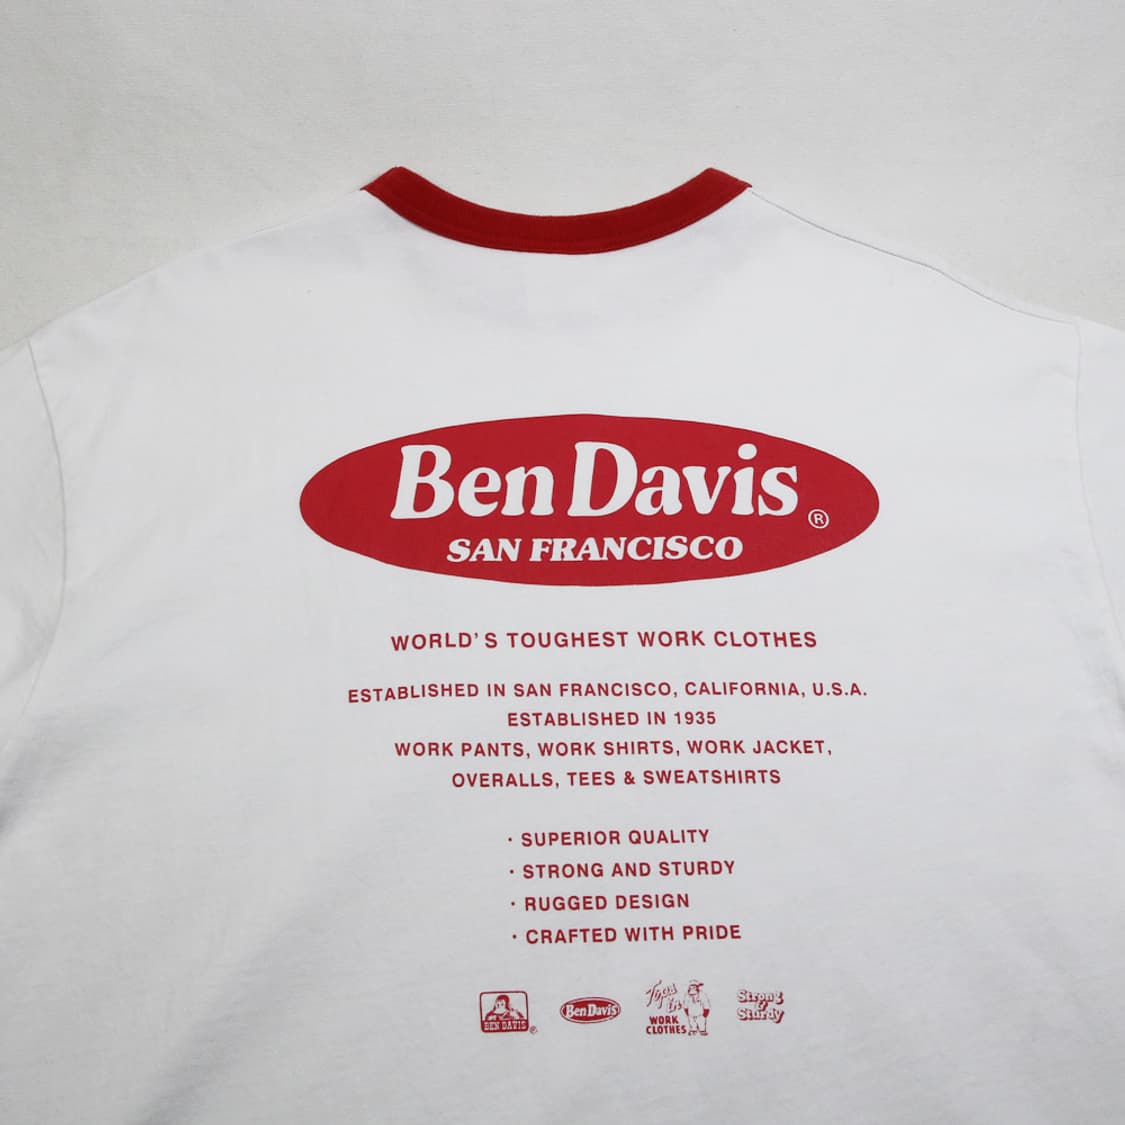 Ben Davis ®
SAN FRANCISCO
WORLD'S TOUGHEST WORK CLOTHES
ESTABLISHED IN SAN FRANCISCO, CALIFORNIA, U.S.A.
ESTABLISHED IN 1935
WORK PANTS, WORK SHIRTS, WORK JACKET,
OVERALLS, TEES & SWEATSHIRTS
· SUPERIOR QUALITY
· STRONG AND STURDY
· RUGGED DESIGN
· CRAFTED WITH PRIDE
BEN DAVIS ®
Ben Davis
Tops
in
WORK
CLOTHES
Strong
&
Sturdy